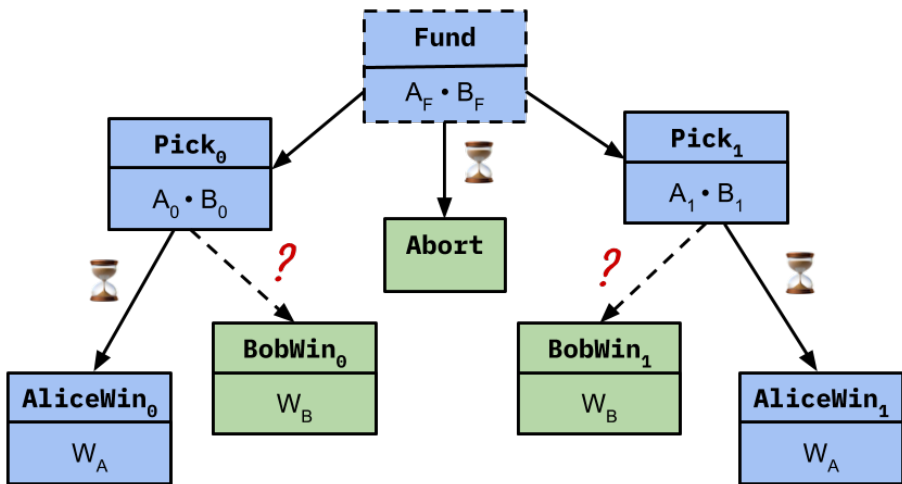 Fund
A_F • B_F
Pick_0
A_0 • B_0
Pick_1
A_1 • B_1
Abort
?
?
BobWin_0
W_B
BobWin_1
W_B
AliceWin_0
W_A
AliceWin_1
W_A